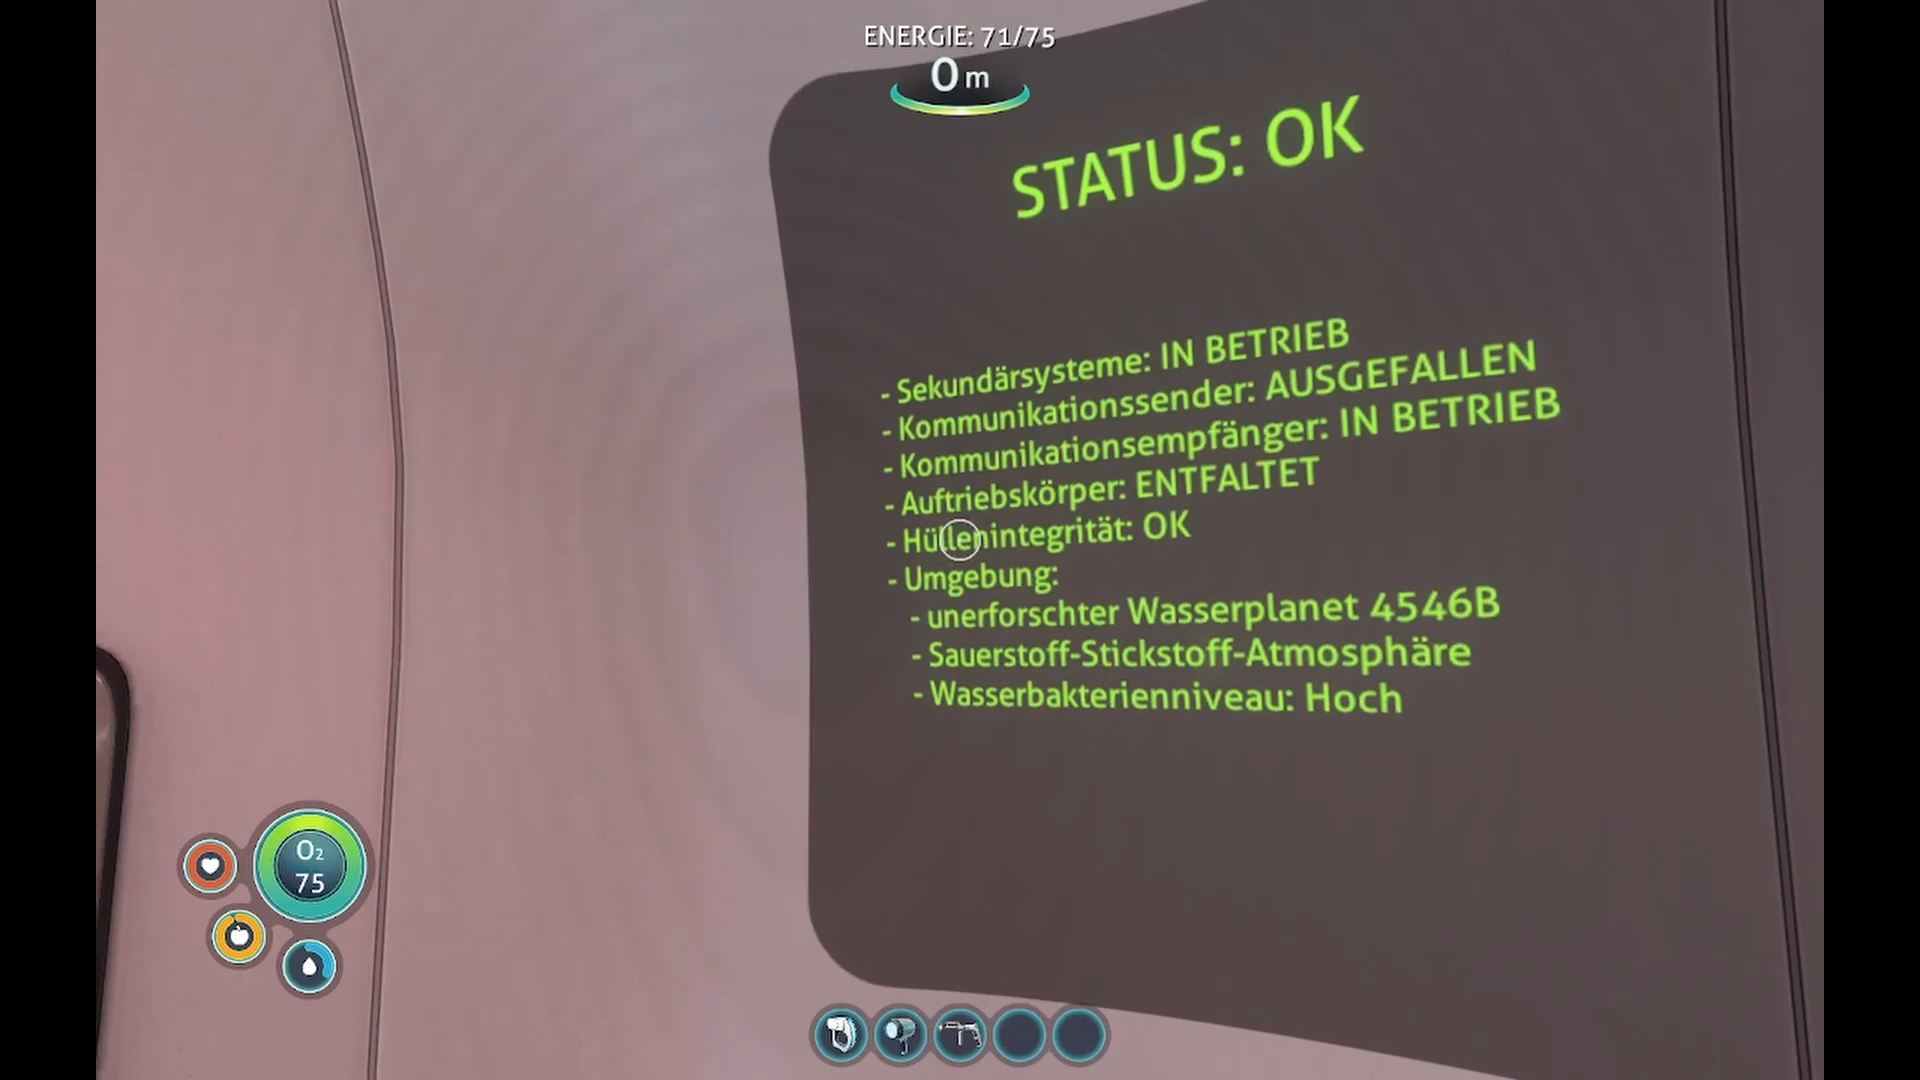 ENERGIE: 71/75
0 m
STATUS: OK
- Sekundärsysteme: IN BETRIEB
- Kommunikationssender: AUSGEFALLEN
- Kommunikationsempfänger: IN BETRIEB
- Auftriebskörper: ENTFALTET
- Hüllenintegrität: OK
- Umgebung:
- unerforschter Wasserplanet 4546B
- Sauerstoff-Stickstoff-Atmosphäre
- Wasserbakterienniveau: Hoch
O₂
75